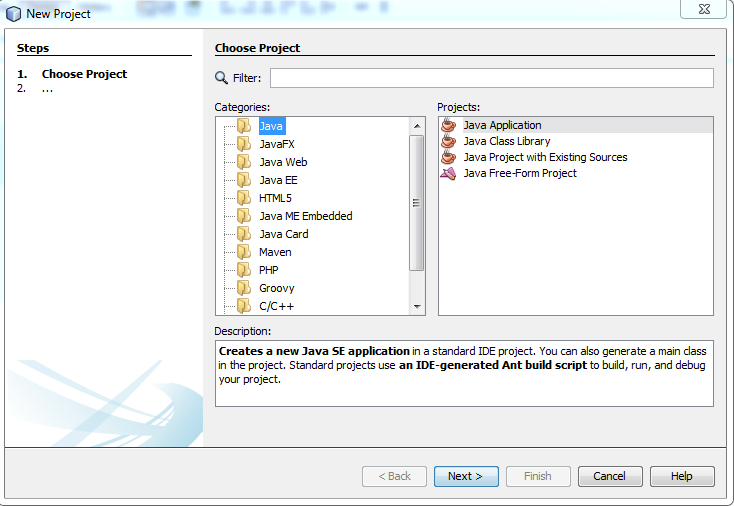 New Project
Steps
1. Choose Project
2. ...
Choose Project
Filter:
Categories:
Java
JavaFX
Java Web
Java EE
HTML5
Java ME Embedded
Java Card
Maven
PHP
Groovy
C/C++
Projects:
Java Application
Java Class Library
Java Project with Existing Sources
Java Free-Form Project
Description:
Creates a new Java SE application in a standard IDE project. You can also generate a main class
in the project. Standard projects use an IDE-generated Ant build script to build, run, and debug
your project.
< Back
Next >
Finish
Cancel
Help